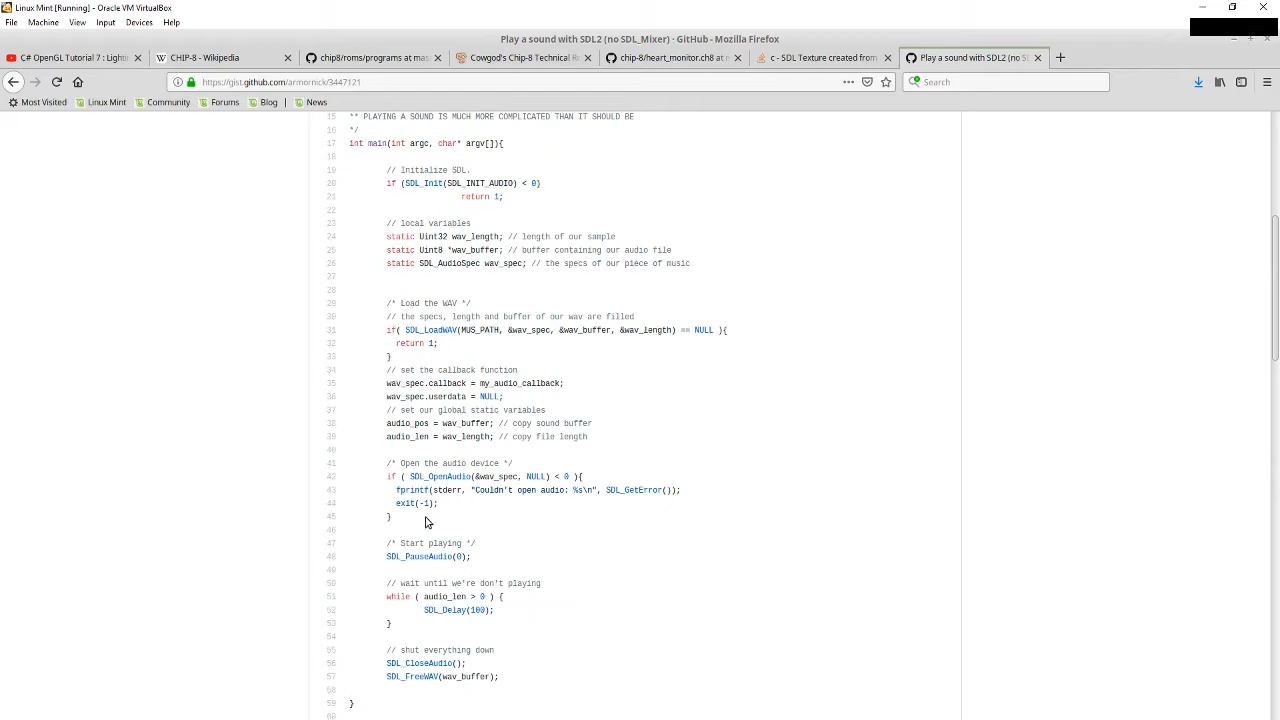 Linux Mint [Running] - Oracle VM VirtualBox
File Machine View Input Devices Help
Play a sound with SDL2 (no SDL_Mixer) · GitHub - Mozilla Firefox
C# OpenGL Tutorial 7: Lighte CHIP-8 - Wikipedia chip8/roms/programs at mas Cowgod's Chip-8 Technical Re chip-8/heart_monitor.ch8 at m c - SDL Texture created from Play a sound with SDL2 (no SD
https://gist.github.com/armornick/3447121 Search
Most Visited Linux Mint Community Forums Blog News
15 ** PLAYING A SOUND IS MUCH MORE COMPLICATED THAN IT SHOULD BE
16 */
17 int main(int argc, char* argv[]){
18
19 // Initialize SDL.
20 if (SDL_Init(SDL_INIT_AUDIO) < 0)
21 return 1;
22
23 // local variables
24 static Uint32 wav_length; // length of our sample
25 static Uint8 *wav_buffer; // buffer containing our audio file
26 static SDL_AudioSpec wav_spec; // the specs of our piece of music
27
28
29 /* Load the WAV */
30 // the specs, length and buffer of our wav are filled
31 if( SDL_LoadWAV(MUS_PATH, &wav_spec, &wav_buffer, &wav_length) == NULL ){
32 return 1;
33 }
34 // set the callback function
35 wav_spec.callback = my_audio_callback;
36 wav_spec.userdata = NULL;
37 // set our global static variables
38 audio_pos = wav_buffer; // copy sound buffer
39 audio_len = wav_length; // copy file length
40
41 /* Open the audio device */
42 if ( SDL_OpenAudio(&wav_spec, NULL) < 0 ){
43 fprintf(stderr, "Couldn't open audio: %s\n", SDL_GetError());
44 exit(-1);
45 }
46
47 /* Start playing */
48 SDL_PauseAudio(0);
49
50 // wait until we're don't playing
51 while ( audio_len > 0 ) {
52 SDL_Delay(100);
53 }
54
55 // shut everything down
56 SDL_CloseAudio();
57 SDL_FreeWAV(wav_buffer);
58
59 }
60